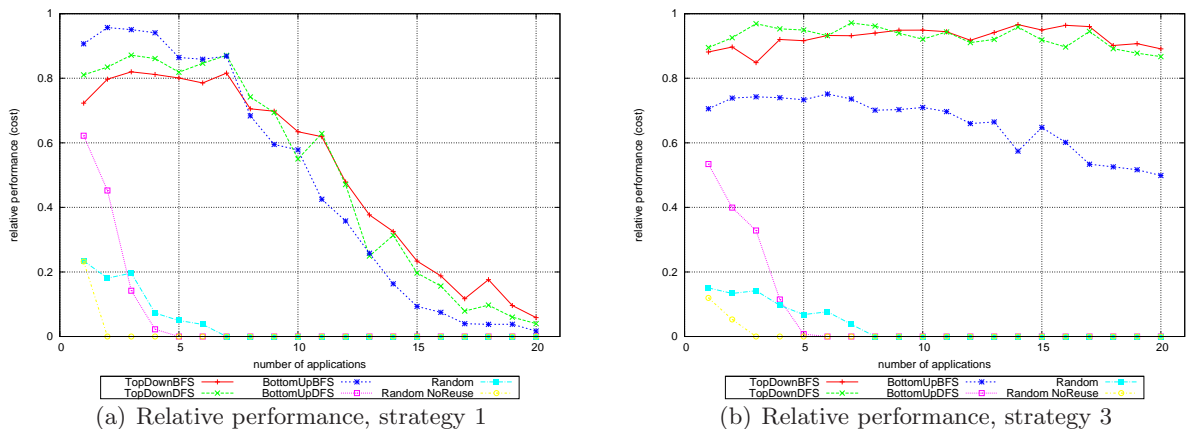 1
0.8
0.6
0.4
0.2
0
relative performance (cost)
0 5 10 15 20
number of applications
TopDownBFS BottomUpBFS Random
TopDownDFS BottomUpDFS Random NoReuse
(a) Relative performance, strategy 1
1
0.8
0.6
0.4
0.2
0
relative performance (cost)
0 5 10 15 20
number of applications
TopDownBFS BottomUpBFS Random
TopDownDFS BottomUpDFS Random NoReuse
(b) Relative performance, strategy 3